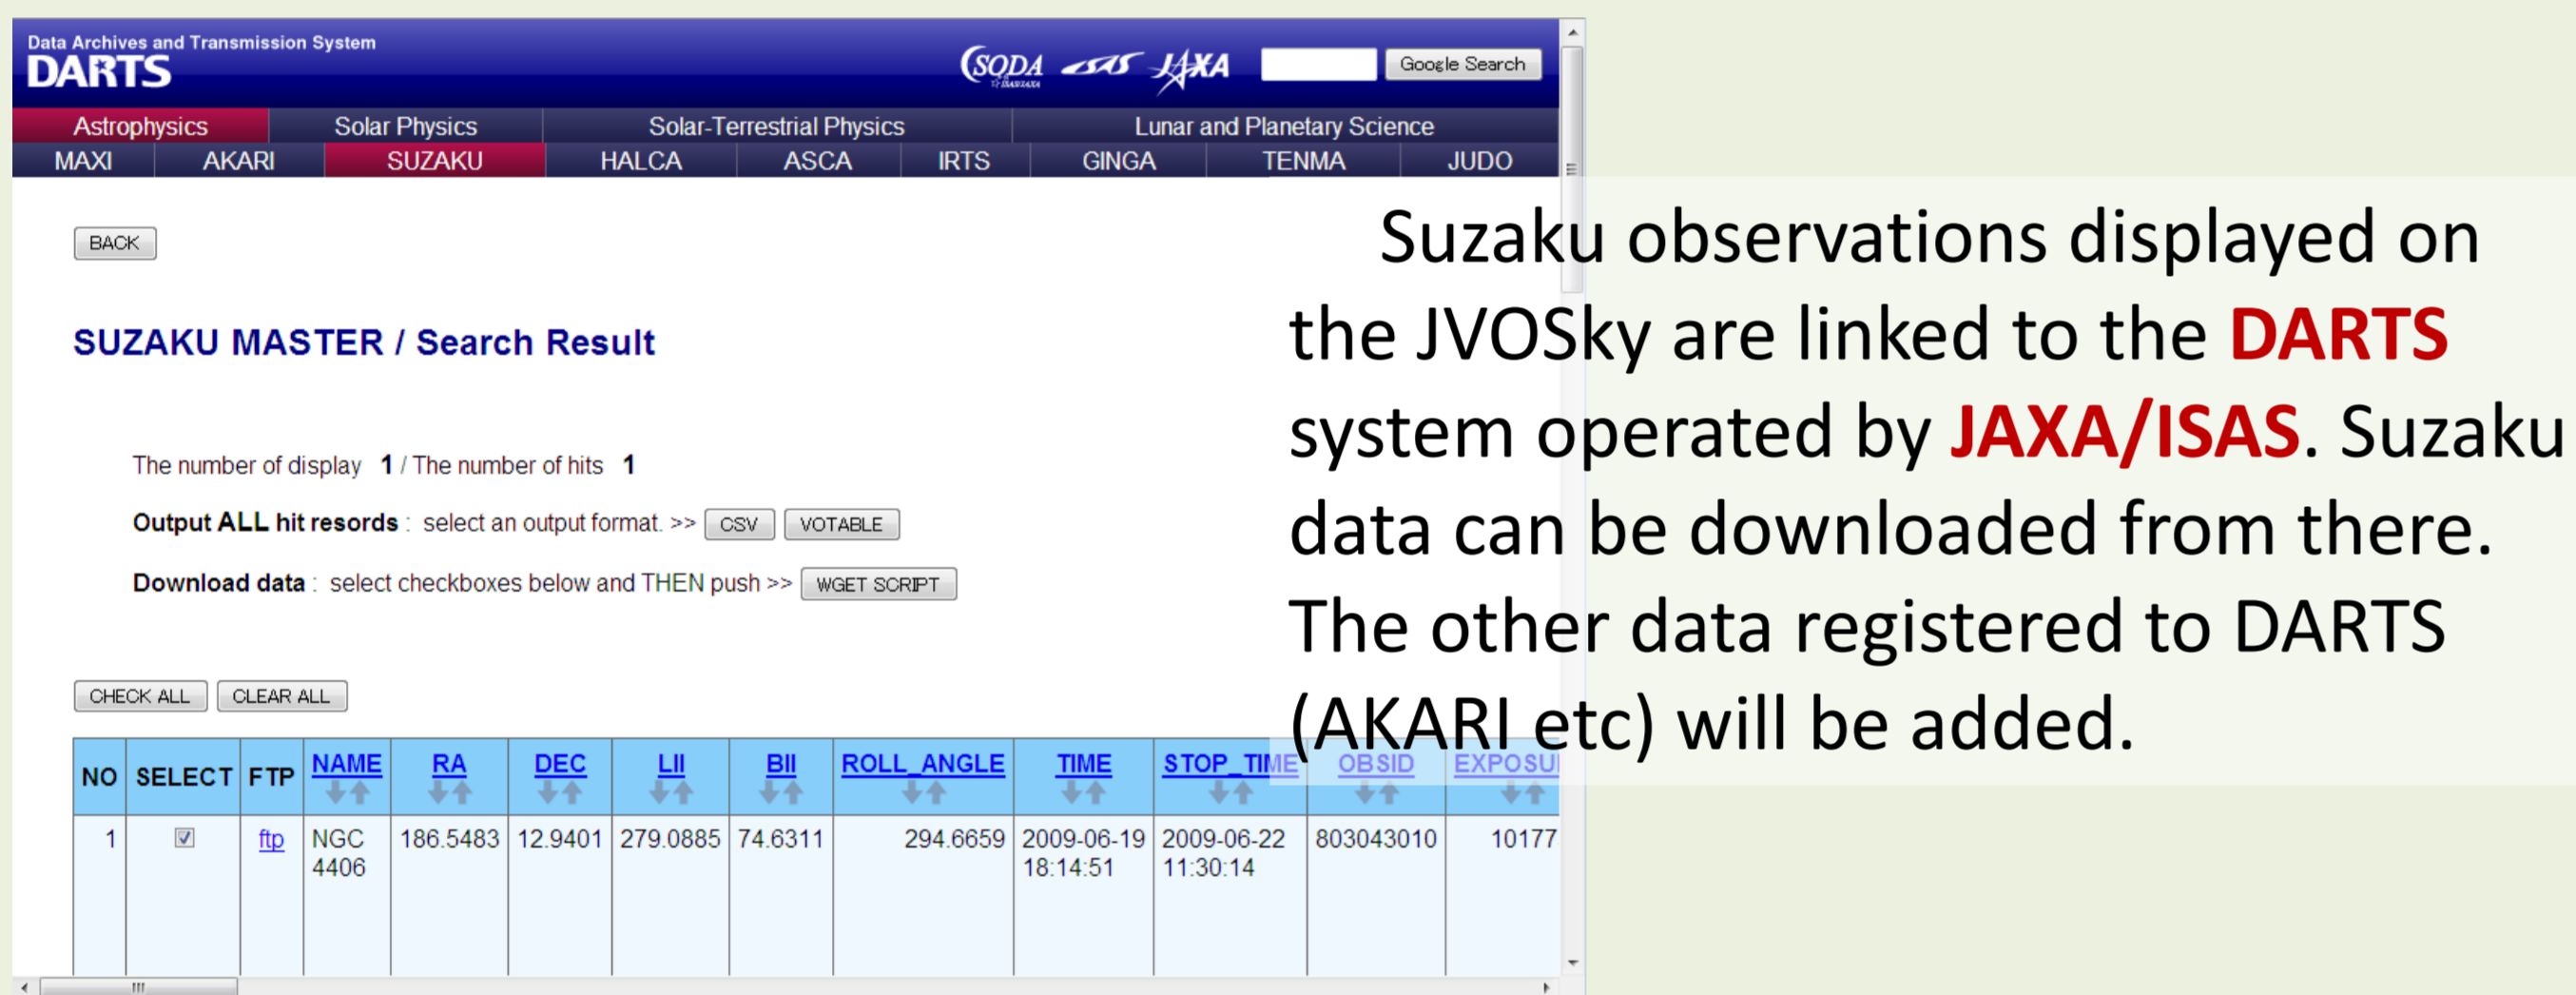 Data Archives and Transmission System
DARTS
SODA ISAS JAXA Google Search
Astrophysics Solar Physics Solar-Terrestrial Physics Lunar and Planetary Science
MAXI AKARI SUZAKU HALCA ASCA IRTS GINGA TENMA JUDO
BACK
SUZAKU MASTER / Search Result
The number of display 1 / The number of hits 1
Output ALL hit resords : select an output format. >> CSV VOTABLE
Download data : select checkboxes below and THEN push >> WGET SCRIPT
CHECK ALL CLEAR ALL
NO SELECT FTP NAME RA DEC LII BII ROLL_ANGLE TIME STOP_TIME OBSID EXPOSU
1 ftp NGC 186.5483 12.9401 279.0885 74.6311 294.6659 2009-06-19 2009-06-22 803043010 10177
4406 18:14:51 11:30:14
Suzaku observations displayed on
the JVOSky are linked to the DARTS
system operated by JAXA/ISAS. Suzaku
data can be downloaded from there.
The other data registered to DARTS
(AKARI etc) will be added.